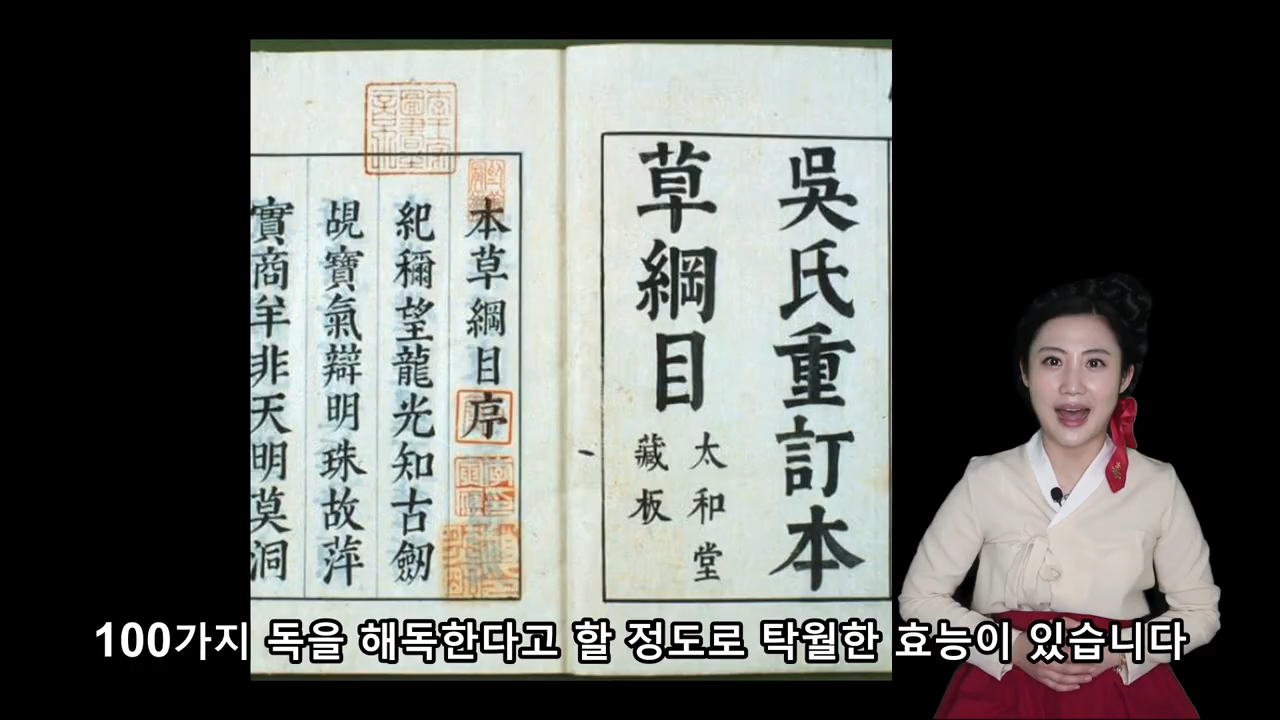 吳氏重訂本
草綱目
太和堂
藏板
本草綱目序
紀稱望龍光知古劒
覘寶氣辯明珠故萍
實商羊非天明莫洞
100가지 독을 해독한다고 할 정도로 탁월한 효능이 있습니다